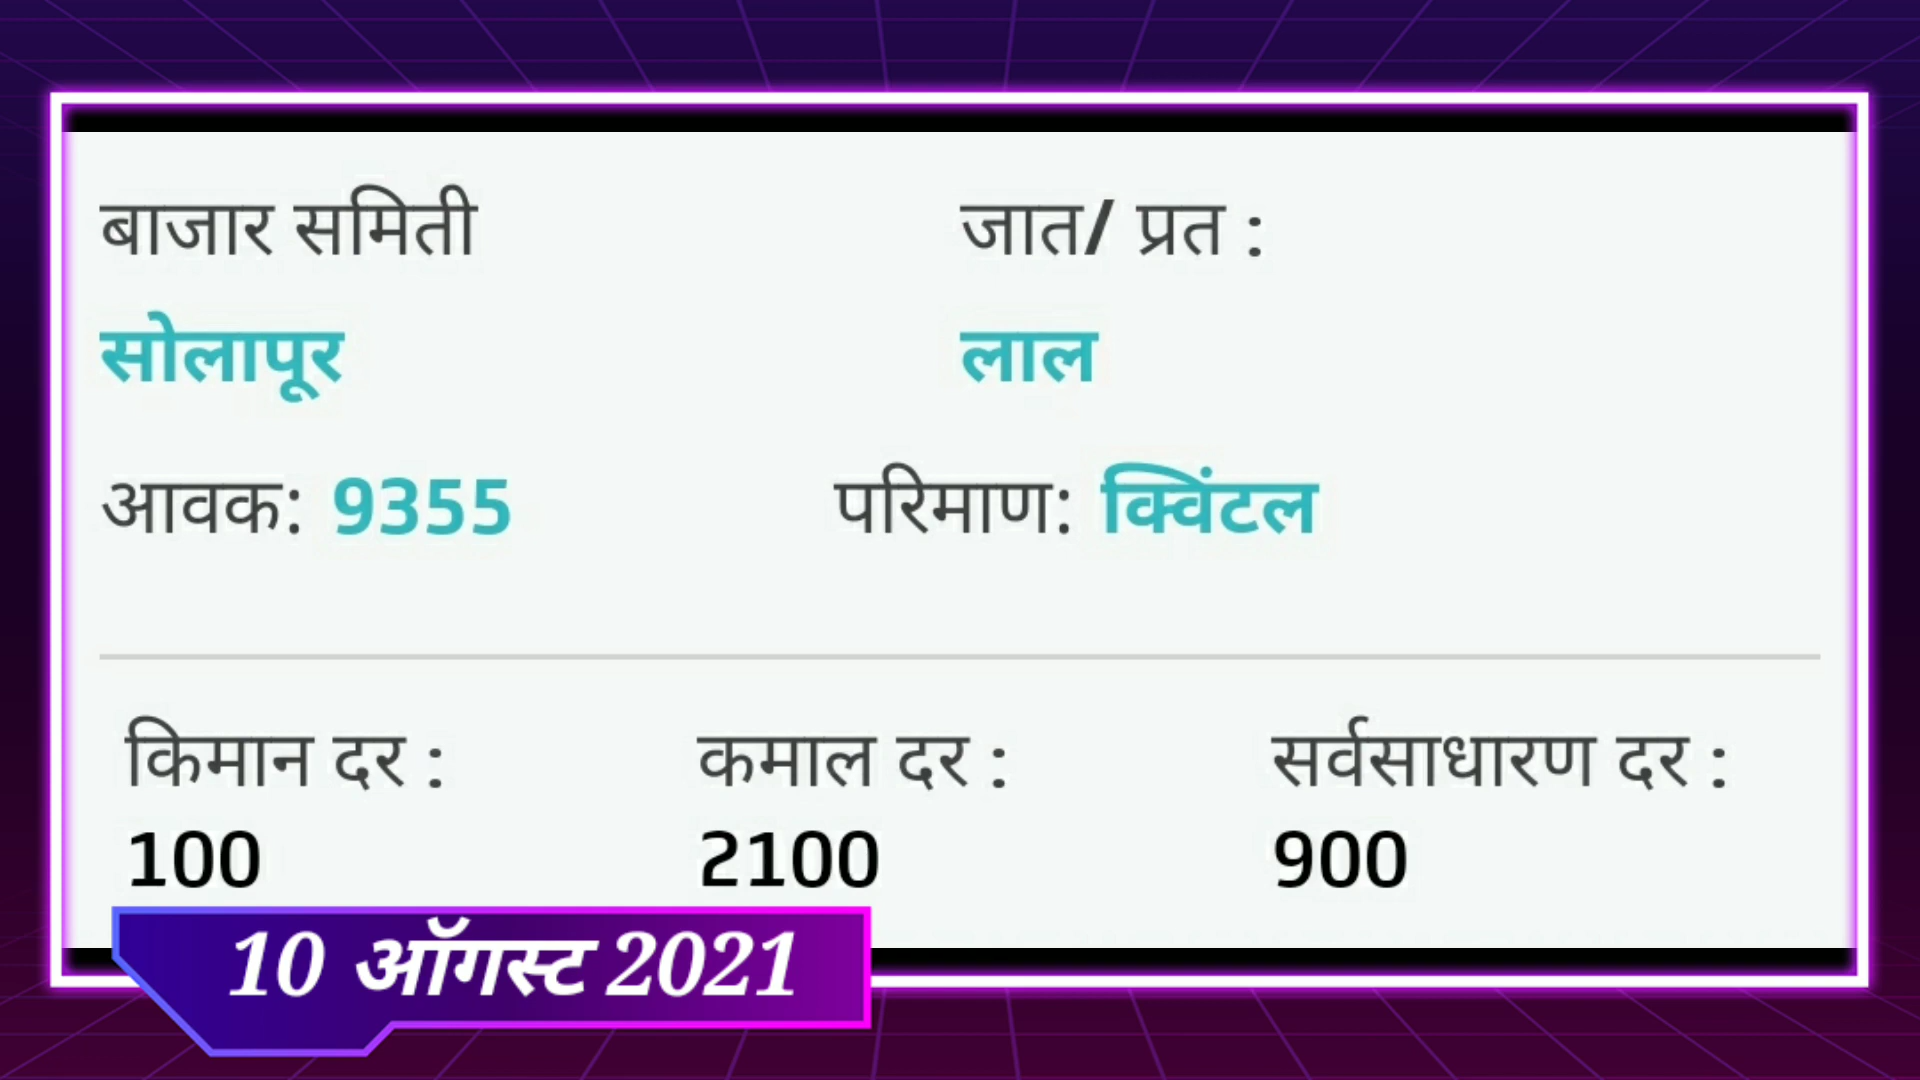 बाजार समिती जात/ प्रत :
सोलापूर लाल
आवक: 9355 परिमाण: क्विंटल
किमान दर : कमाल दर : सर्वसाधारण दर :
100 2100 900
10 ऑगस्ट 2021